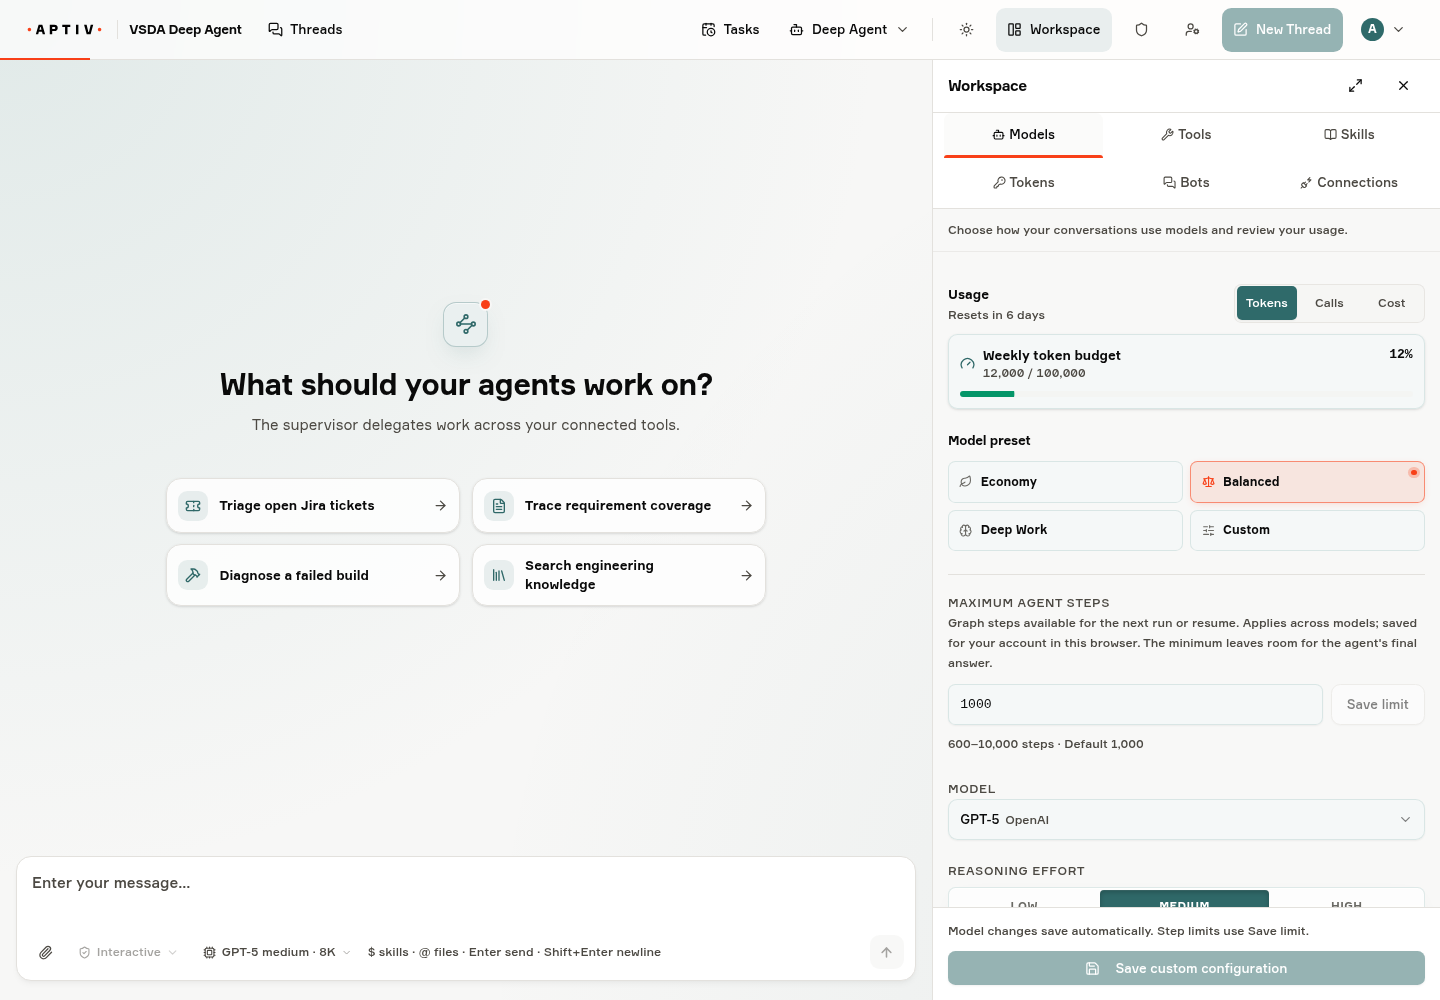 APTIV
VSDA Deep Agent
Threads
Tasks
Deep Agent
Workspace
New Thread
A
What should your agents work on?
The supervisor delegates work across your connected tools.
Triage open Jira tickets
Trace requirement coverage
Diagnose a failed build
Search engineering
knowledge
Enter your message...
Interactive
GPT-5 medium · 8K
$ skills · @ files · Enter send · Shift+Enter newline
Workspace
Models
Tools
Skills
Tokens
Bots
Connections
Choose how your conversations use models and review your usage.
Usage
Resets in 6 days
Tokens
Calls
Cost
Weekly token budget
12%
12,000 / 100,000
Model preset
Economy
Balanced
Deep Work
Custom
MAXIMUM AGENT STEPS
Graph steps available for the next run or resume. Applies across models; saved
for your account in this browser. The minimum leaves room for the agent's final
answer.
1000
Save limit
600–10,000 steps · Default 1,000
MODEL
GPT-5 OpenAI
REASONING EFFORT
LOW
MEDIUM
HIGH
Model changes save automatically. Step limits use Save limit.
Save custom configuration